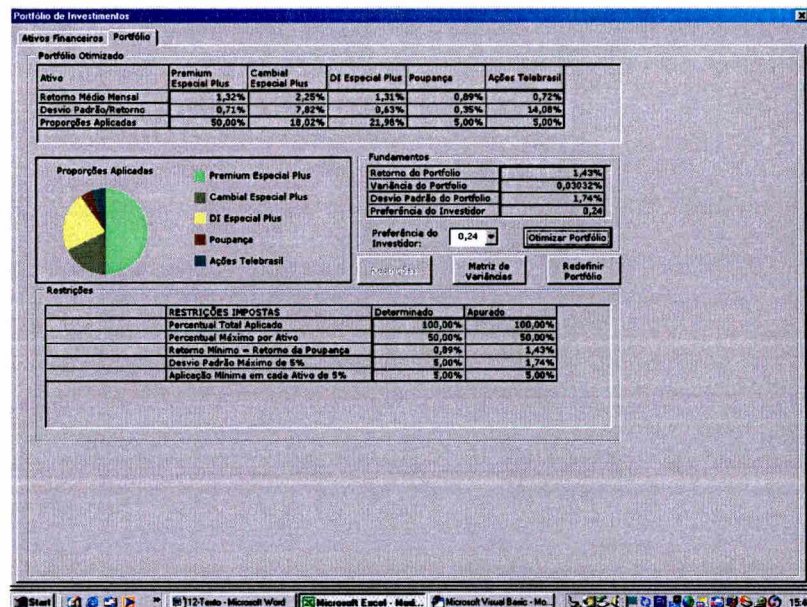 Portfólio de Investimentos
Ativos Financeiros Portfólio
Portfólio Otimizado
Ativo Premium Especial Plus Cambial Especial Plus DI Especial Plus Poupança Ações Telebrasil
Retorno Médio Mensal 1,32% 2,25% 1,31% 0,89% 0,72%
Desvio Padrão/Retorno 0,71% 7,82% 0,63% 0,35% 14,08%
Proporções Aplicadas 50,00% 18,02% 21,98% 5,00% 5,00%
Proporções Aplicadas
Premium Especial Plus
Cambial Especial Plus
DI Especial Plus
Poupança
Ações Telebrasil
Fundamentos
Retorno do Portfolio 1,43%
Variância do Portfolio 0,03032%
Desvio Padrão do Portfolio 1,74%
Preferência do Investidor 0,24
Preferência do Investidor: 0,24
Otimizar Portfólio
Restrições
Matriz de Variâncias
Redefinir Portfólio
Restrições
RESTRIÇÕES IMPOSTAS Determinado Apurado
Percentual Total Aplicado 100,00% 100,00%
Percentual Máximo por Ativo 50,00% 50,00%
Retorno Mínimo = Retorno da Poupança 0,89% 1,43%
Desvio Padrão Máximo de 5% 5,00% 1,74%
Aplicação Mínima em cada Ativo de 5% 5,00% 5,00%
Start
12-Texto - Microsoft Word
Microsoft Excel - Mod...
Microsoft Visual Basic - Mo...